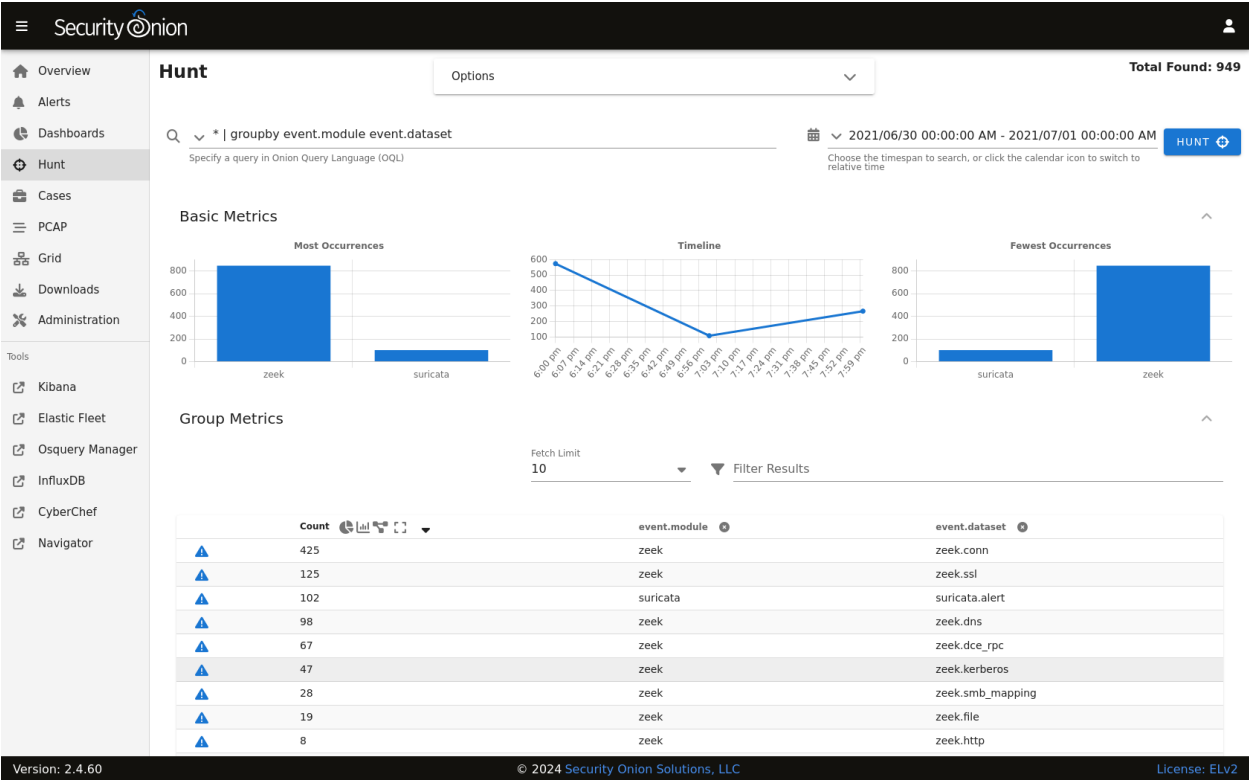 Security Onion
Overview
Alerts
Dashboards
Hunt
Cases
PCAP
Grid
Downloads
Administration
Tools
Kibana
Elastic Fleet
Osquery Manager
InfluxDB
CyberChef
Navigator
Hunt
Options
Total Found: 949
* | groupby event.module event.dataset
Specify a query in Onion Query Language (OQL)
2021/06/30 00:00:00 AM - 2021/07/01 00:00:00 AM
Choose the timespan to search, or click the calendar icon to switch to
relative time
HUNT
Basic Metrics
Most Occurrences
800
600
400
200
0
zeek suricata
Timeline
600
500
400
300
200
100
6:00 pm 6:07 pm 6:14 pm 6:21 pm 6:28 pm 6:35 pm 6:42 pm 6:49 pm 6:56 pm 7:03 pm 7:10 pm 7:17 pm 7:24 pm 7:31 pm 7:38 pm 7:45 pm 7:52 pm 7:59 pm
Fewest Occurrences
800
600
400
200
0
suricata zeek
Group Metrics
Fetch Limit
10
Filter Results
Count event.module event.dataset
425 zeek zeek.conn
125 zeek zeek.ssl
102 suricata suricata.alert
98 zeek zeek.dns
67 zeek zeek.dce_rpc
47 zeek zeek.kerberos
28 zeek zeek.smb_mapping
19 zeek zeek.file
8 zeek zeek.http
Version: 2.4.60
© 2024 Security Onion Solutions, LLC
License: ELv2